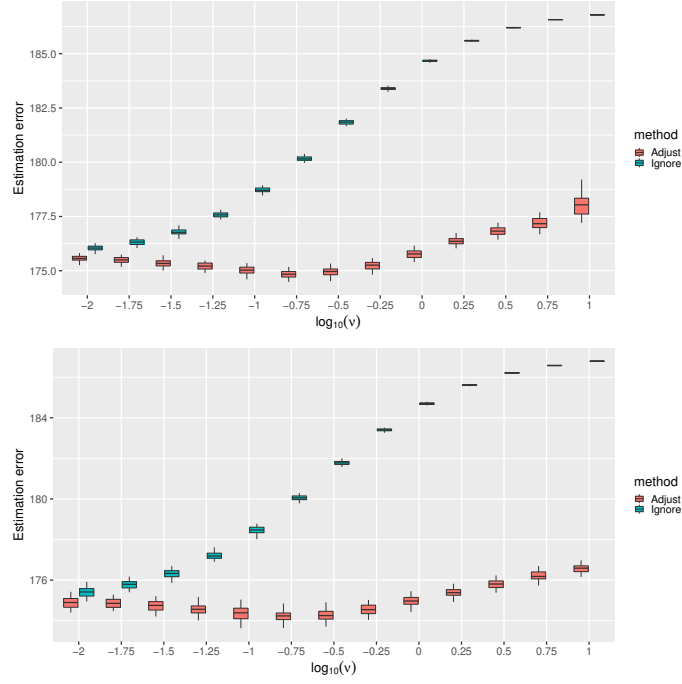 185.0
182.5
180.0
177.5
175.0
Estimation error
−2 −1.75 −1.5 −1.25 −1 −0.75 −0.5 −0.25 0 0.25 0.5 0.75 1
log₁₀(ν)
method
Adjust
Ignore
184
180
176
Estimation error
−2 −1.75 −1.5 −1.25 −1 −0.75 −0.5 −0.25 0 0.25 0.5 0.75 1
log₁₀(ν)
method
Adjust
Ignore